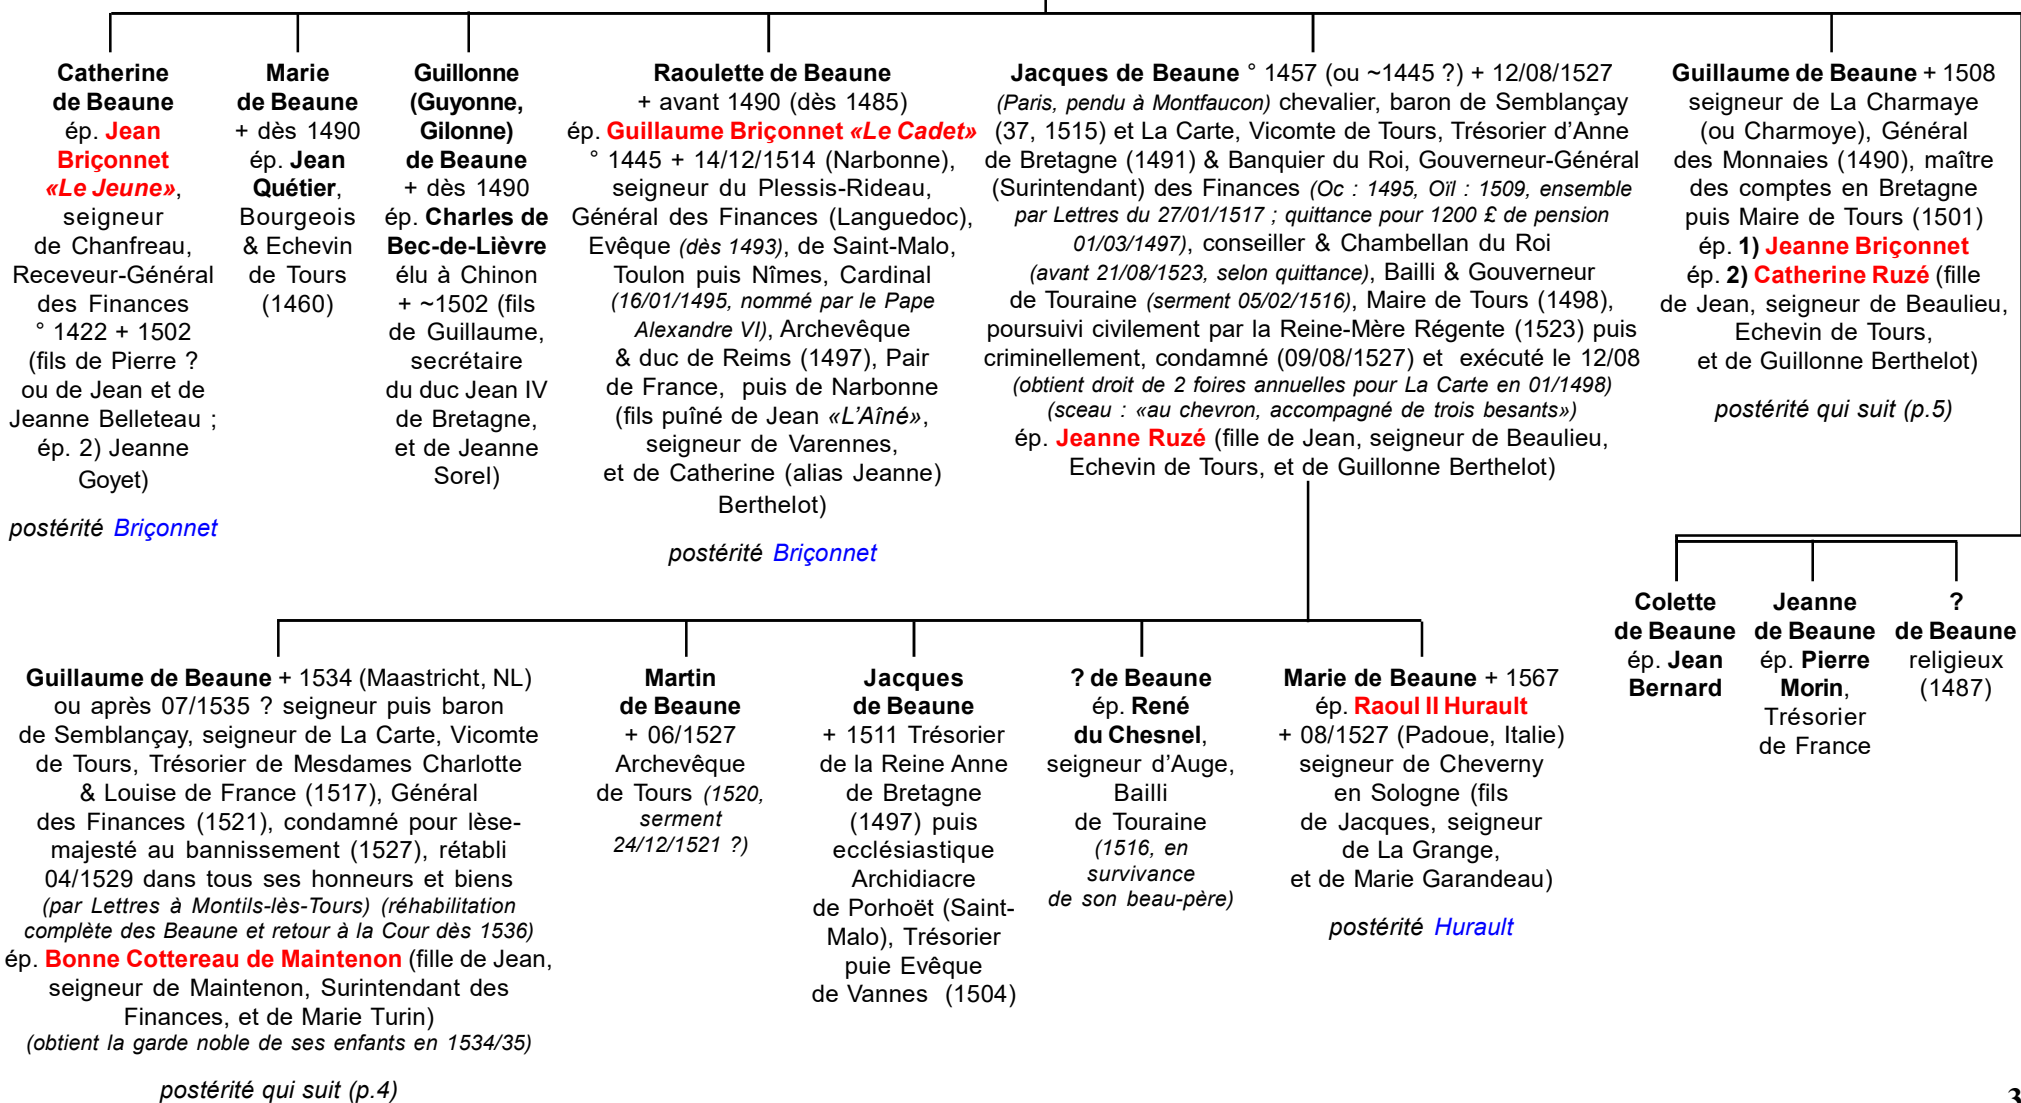 Catherine
de Beaune
ép. Jean
Briçonnet
«Le Jeune»,
seigneur
de Chanfreau,
Receveur-Général
des Finances
° 1422 + 1502
(fils de Pierre ?
ou de Jean et de
Jeanne Belleteau ;
ép. 2) Jeanne
Goyet)
postérité Briçonnet
Marie
de Beaune
+ dès 1490
ép. Jean
Quétier,
Bourgeois
& Echevin
de Tours
(1460)
Guillonne
(Guyonne,
Gilonne)
de Beaune
+ dès 1490
ép. Charles de
Bec-de-Lièvre
élu à Chinon
+ ~1502 (fils
de Guillaume,
secrétaire
du duc Jean IV
de Bretagne,
et de Jeanne
Sorel)
Raoulette de Beaune
+ avant 1490 (dès 1485)
ép. Guillaume Briçonnet «Le Cadet»
° 1445 + 14/12/1514 (Narbonne),
seigneur du Plessis-Rideau,
Général des Finances (Languedoc),
Evêque (dès 1493), de Saint-Malo,
Toulon puis Nîmes, Cardinal
(16/01/1495, nommé par le Pape
Alexandre VI), Archevêque
& duc de Reims (1497), Pair
de France, puis de Narbonne
(fils puîné de Jean «L'Aîné»,
seigneur de Varennes,
et de Catherine (alias Jeanne)
Berthelot)
postérité Briçonnet
Jacques de Beaune ° 1457 (ou ~1445 ?) + 12/08/1527
(Paris, pendu à Montfaucon) chevalier, baron de Semblançay
(37, 1515) et La Carte, Vicomte de Tours, Trésorier d'Anne
de Bretagne (1491) & Banquier du Roi, Gouverneur-Général
(Surintendant) des Finances (Oc : 1495, Oïl : 1509, ensemble
par Lettres du 27/01/1517 ; quittance pour 1200 £ de pension
01/03/1497), conseiller & Chambellan du Roi
(avant 21/08/1523, selon quittance), Bailli & Gouverneur
de Touraine (serment 05/02/1516), Maire de Tours (1498),
poursuivi civilement par la Reine-Mère Régente (1523) puis
criminellement, condamné (09/08/1527) et exécuté le 12/08
(obtient droit de 2 foires annuelles pour La Carte en 01/1498)
(sceau : «au chevron, accompagné de trois besants»)
ép. Jeanne Ruzé (fille de Jean, seigneur de Beaulieu,
Echevin de Tours, et de Guillonne Berthelot)
Guillaume de Beaune + 1508
seigneur de La Charmaye
(ou Charmoye), Général
des Monnaies (1490), maître
des comptes en Bretagne
puis Maire de Tours (1501)
ép. 1) Jeanne Briçonnet
ép. 2) Catherine Ruzé (fille
de Jean, seigneur de Beaulieu,
Echevin de Tours,
et de Guillonne Berthelot)
postérité qui suit (p.5)
Colette
de Beaune
ép. Jean
Bernard
Jeanne
de Beaune
ép. Pierre
Morin,
Trésorier
de France
?
de Beaune
religieux
(1487)
Guillaume de Beaune + 1534 (Maastricht, NL)
ou après 07/1535 ? seigneur puis baron
de Semblançay, seigneur de La Carte, Vicomte
de Tours, Trésorier de Mesdames Charlotte
& Louise de France (1517), Général
des Finances (1521), condamné pour lèse-
majesté au bannissement (1527), rétabli
04/1529 dans tous ses honneurs et biens
(par Lettres à Montils-lès-Tours) (réhabilitation
complète des Beaune et retour à la Cour dès 1536)
ép. Bonne Cottereau de Maintenon (fille de Jean,
seigneur de Maintenon, Surintendant des
Finances, et de Marie Turin)
(obtient la garde noble de ses enfants en 1534/35)
postérité qui suit (p.4)
Martin
de Beaune
+ 06/1527
Archevêque
de Tours (1520,
serment
24/12/1521 ?)
Jacques
de Beaune
+ 1511 Trésorier
de la Reine Anne
de Bretagne
(1497) puis
ecclésiastique
Archidiacre
de Porhoët (Saint-
Malo), Trésorier
puie Evêque
de Vannes (1504)
? de Beaune
ép. René
du Chesnel,
seigneur d'Auge,
Bailli
de Touraine
(1516, en
survivance
de son beau-père)
Marie de Beaune + 1567
ép. Raoul II Hurault
+ 08/1527 (Padoue, Italie)
seigneur de Cheverny
en Sologne (fils
de Jacques, seigneur
de La Grange,
et de Marie Garandeau)
postérité Hurault
3